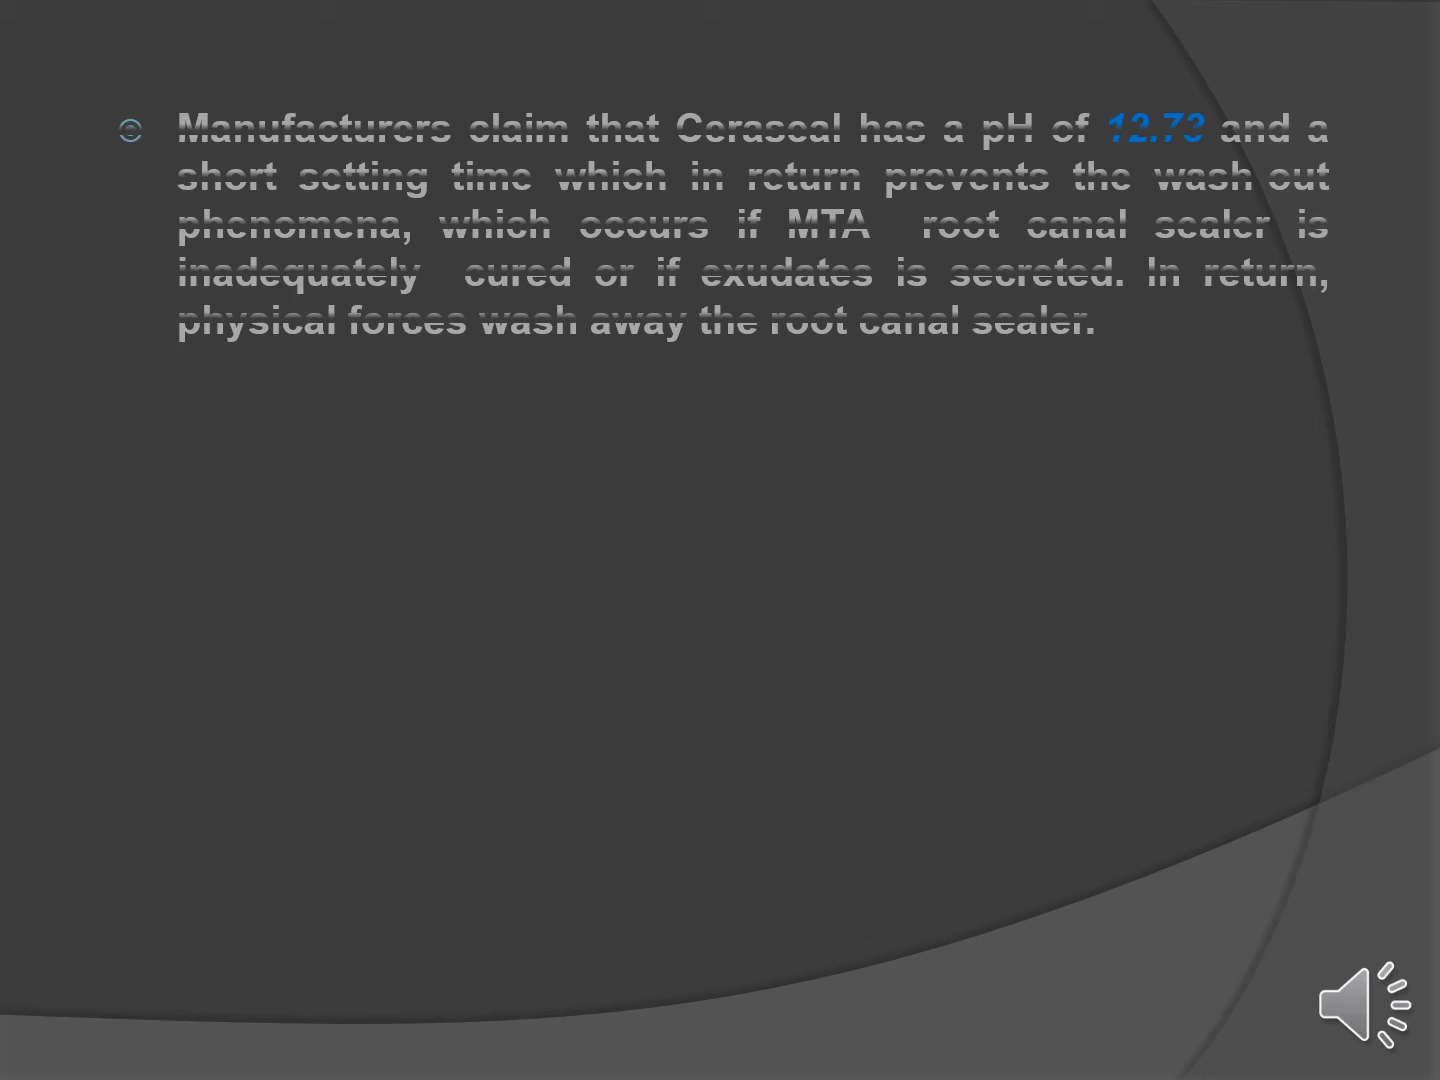 Manufacturers claim that Ceraseal has a pH of 12.73 and a
short setting time which in return prevents the wash-out
phenomena, which occurs if MTA root canal sealer is
inadequately cured or if exudates is secreted. In return,
physical forces wash away the root canal sealer.